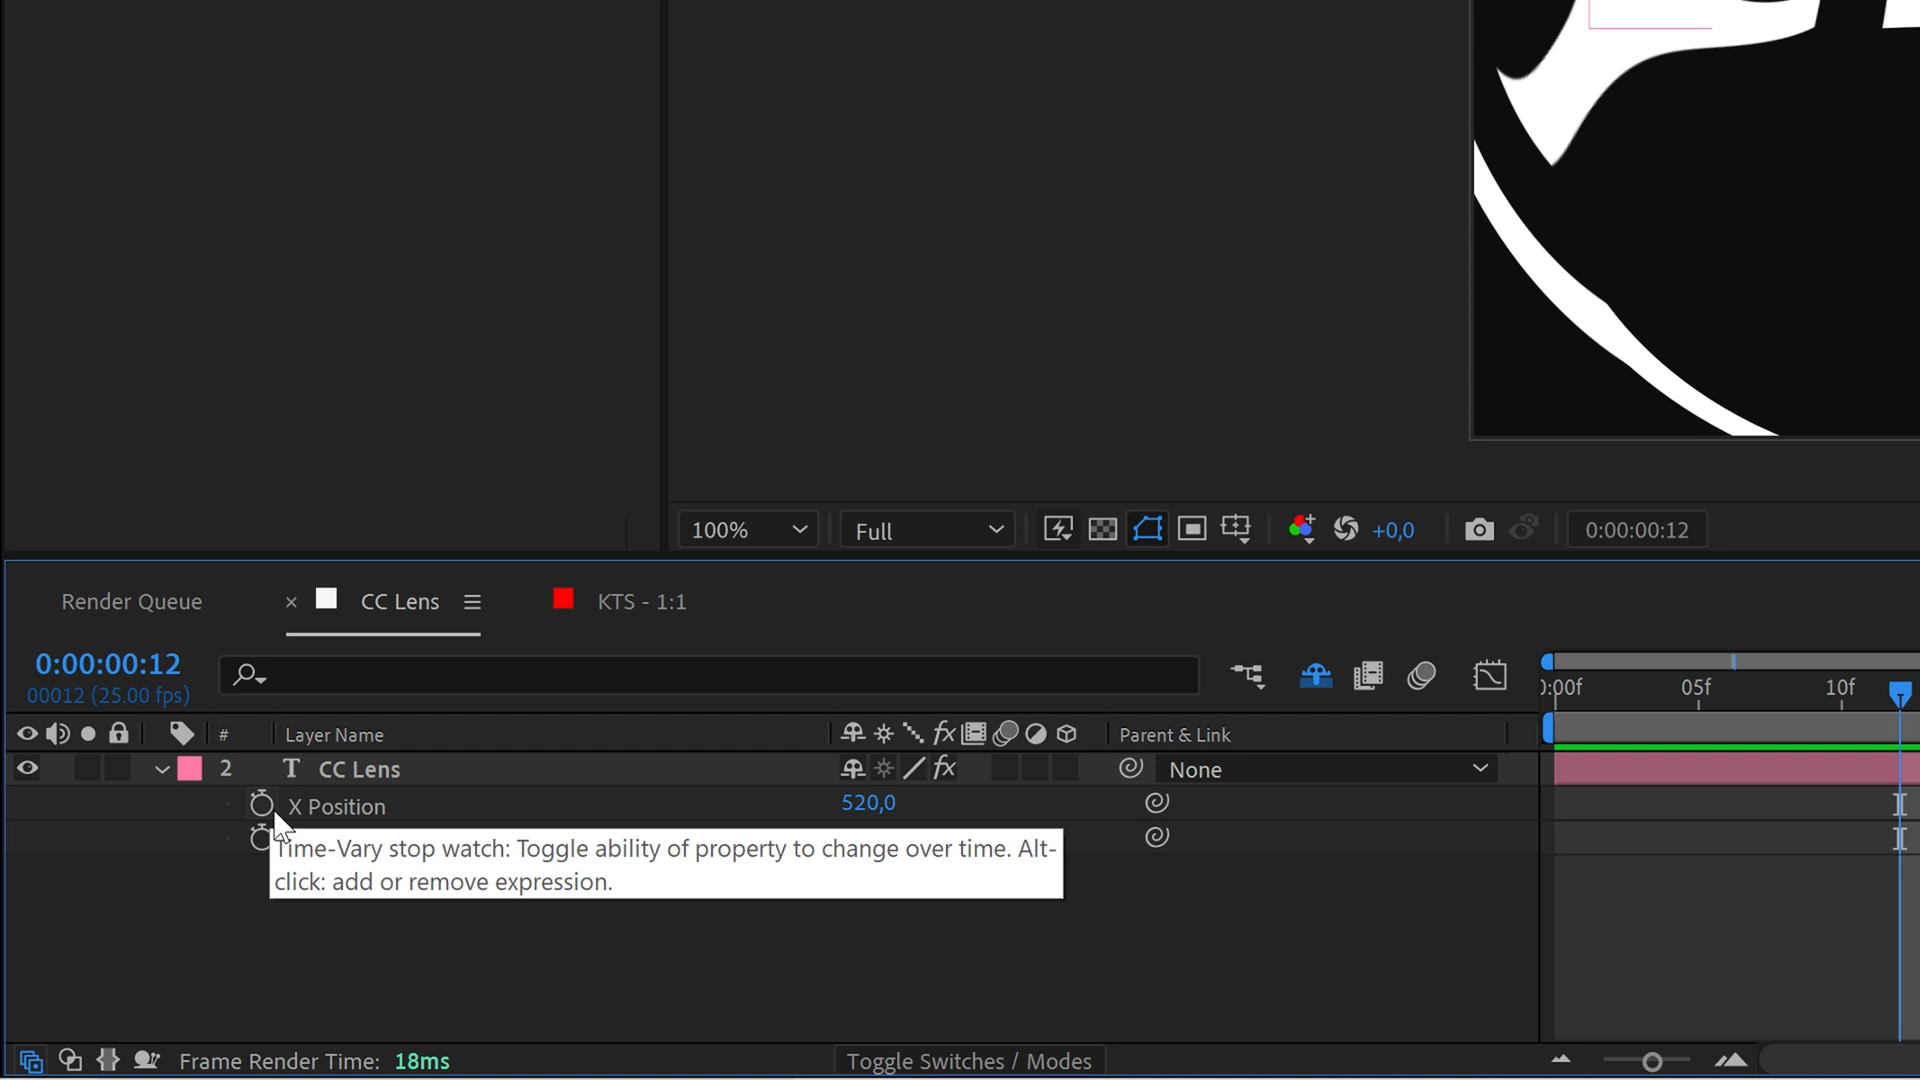 100%
Full
+0,0
0:00:00:12
Render Queue
× CC Lens
KTS - 1:1
0:00:00:12
00012 (25.00 fps)
):00f 05f 10f
# Layer Name
fx
Parent & Link
2 T CC Lens
fx
None
X Position
520,0
Time-Vary stop watch: Toggle ability of property to change over time. Alt-
click: add or remove expression.
Frame Render Time: 18ms
Toggle Switches / Modes